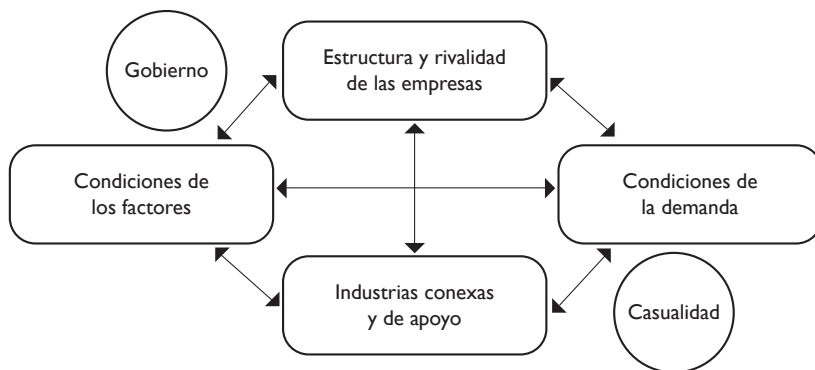 Gobierno
Estructura y rivalidad
de las empresas
Condiciones de
los factores
Condiciones de
la demanda
Industrias conexas
y de apoyo
Casualidad